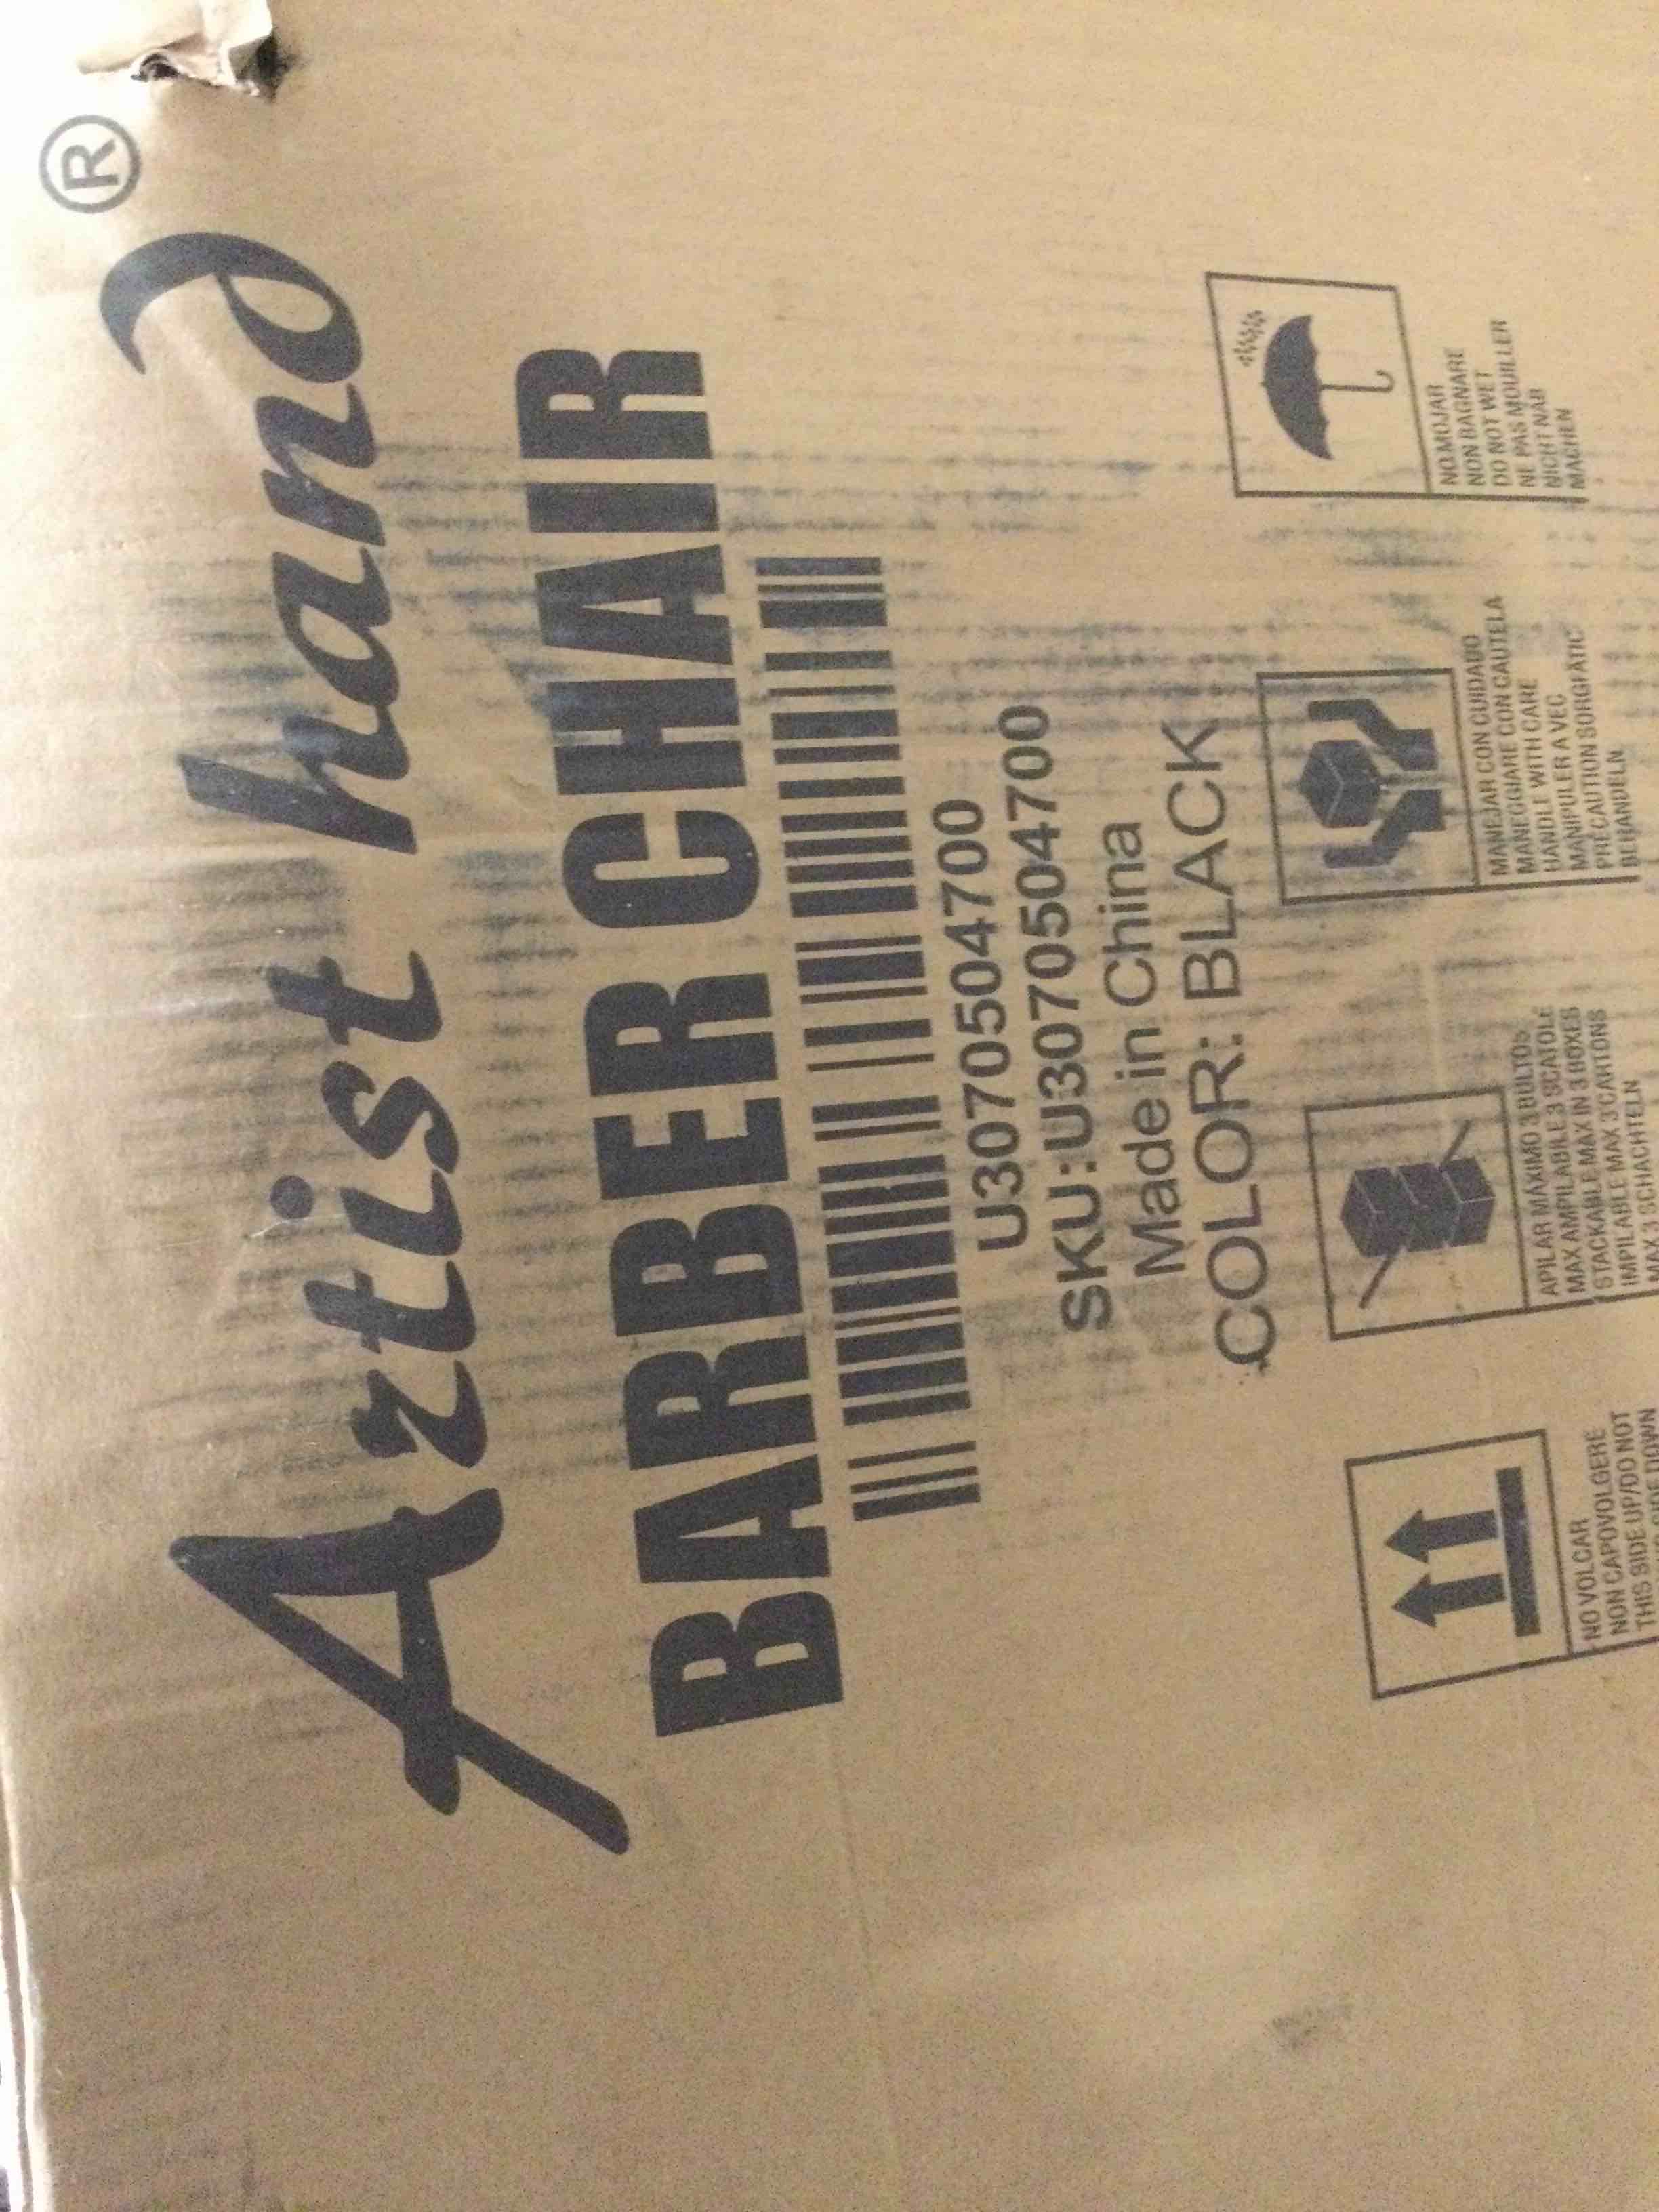 Artist hand®
BARBER CHAIR
U3070504700
SKU:U3070504700
Made in China
COLOR: BLACK
NO VOLCAR
NON CAPOVOLGERE
THIS SIDE UP/DO NOT
APILAR MAXIMO 3 BULTOS
MAX AMPILABILE 3 SCATOLE
STACKABLE MAX IN 3 BOXES
IMPILABLE MAX 3 CARTONS
MAX 3 SCHACHTELN
MANEJAR CON CUIDADO
MANEGGIARE CON CAUTELA
HANDLE WITH CARE
MANIPULER A VEC
PRÉCAUTION SORGFÄTIC
BEHANDELN
NO MOJAR
NON BAGNARE
DO NOT WET
NE PAS MOUILLER
NICHT NAB
MACHEN